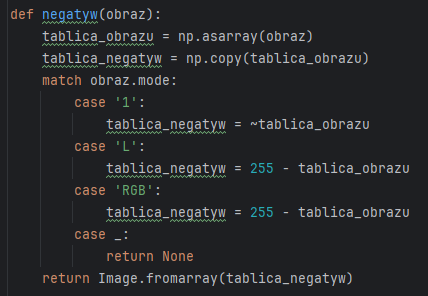 def negatyw(obraz):
    tablica_obrazu = np.asarray(obraz)
    tablica_negatyw = np.copy(tablica_obrazu)
    match obraz.mode:
        case '1':
            tablica_negatyw = ~tablica_obrazu
        case 'L':
            tablica_negatyw = 255 - tablica_obrazu
        case 'RGB':
            tablica_negatyw = 255 - tablica_obrazu
        case _:
            return None
    return Image.fromarray(tablica_negatyw)